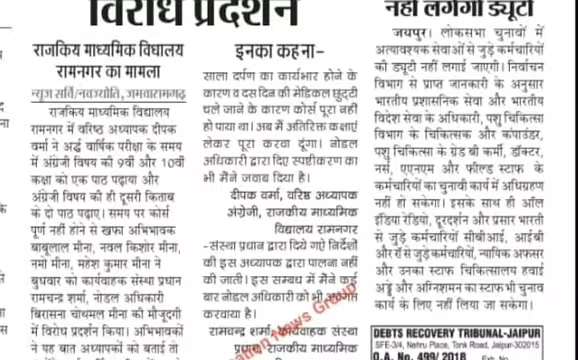 विरोध प्रदर्शन
राजकिय माध्यमिक विघालय
रामनगर का मामला
न्यूज सर्विस/नवज्योति, जमवारामगढ़
राजकिय माध्यमिक विद्यालय
रामनगर में वरिष्ठ अध्यापक दीपक
वर्मा ने अर्द्ध वार्षिक परीक्षा के समय
में अंग्रेजी विषय की 9वीं और 10वों
कक्षा को एक पाठ पढ़ाया और
अंग्रेजी विषय की ही दूसरी किताब
के दो पाठ पढ़ाए। समय पर कोर्स
पूर्ण नहीं होने से खफा अभिभावक
बाबूलाल मीना, नवल किशोर मीना,
नमो मीना, महेश कुमार मीना ने
बुधवार को कार्यवाहक संस्था प्रधान
रामचन्द्र शर्मा, नोडल अधिकारी
बिरासना चोथमल मीना की मौजूदगी
में विरोध प्रदर्शन किया। अभिभावकों
ने यह बात अध्यापकों को बताई तो
इनका कहना-
साला दर्पण का कार्यभार होने के
कारण व दस दिन की मेडिकल छुट्टी
चले जाने के कारण कोर्स पूरा नहीं
हो पाया था। अब मैं अतिरिक्त कक्षाएं
लेकर पूरा करवा दूंगा। नोडल
अधिकारी द्वारा दिए स्पष्टीकरण का
भी मैंने जवाब दिया है।
दीपक वर्मा, वरिष्ठ अध्यापक
अंग्रेजी, राजकीय माध्यमिक
विद्यालय रामनगर
-संस्था प्रधान द्वारा दिये गए निर्देशों
की इस अध्यापक द्वारा पालना नहीं
की जाती। इस सम्बध में मैंने कई
बार नोडल अधिकारी को भी अवगत
करवाया है।
रामचन्द्र शर्मा, कार्यवाहक संस्था
प्रधान, राजकीय माध्यमिक
नहीं लगेगी ड्यूटी
जयपुर। लोकसभा चुनावों में
अत्यावश्यक सेवाओं से जुड़े कर्मचारियों
की ड्यूटी नहीं लगाई जाएगी। निर्वाचन
विभाग से प्राप्त जानकारी के अनुसार
भारतीय प्रशासनिक सेवा और भारतीय
विदेश सेवा के अधिकारी, पशु चिकित्सा
विभाग के चिकित्सक और कंपाउंडर,
पशु चिकित्सक के ग्रेड बी कर्मी, डॉक्टर,
नर्स, एएनएम और फील्ड स्टाफ के
कर्मचारियों का चुनावी कार्य में अधिग्रहण
नहीं हो सकेगा। इसके साथ ही ऑल
इंडिया रेडियो, दूरदर्शन और प्रसार भारती
से जुड़े कर्मचारियों सीबीआई, आईबी
और रॉ से जुड़े कर्मचारियों, न्यायिक अफसर
और उनका स्टाफ चिकित्सालय हवाई
अड्डे और अग्निशमन का स्टाफ भी चुनाव
कार्य के लिए नहीं लिया जा सकेगा।
DEBTS RECOVERY TRIBUNAL-JAIPUR
SFE-3/4, Nehru Place, Tonk Road, Jaipur-302015
O.A. No. 499/ 2018
News Group